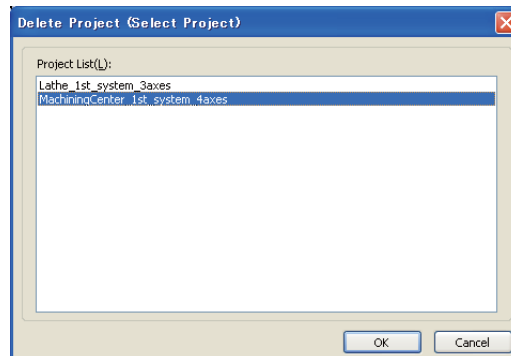 Delete Project (Select Project)
Project List(L):
Lathe_1st_system_3axes
MachiningCenter_1st_system_4axes
OK
Cancel